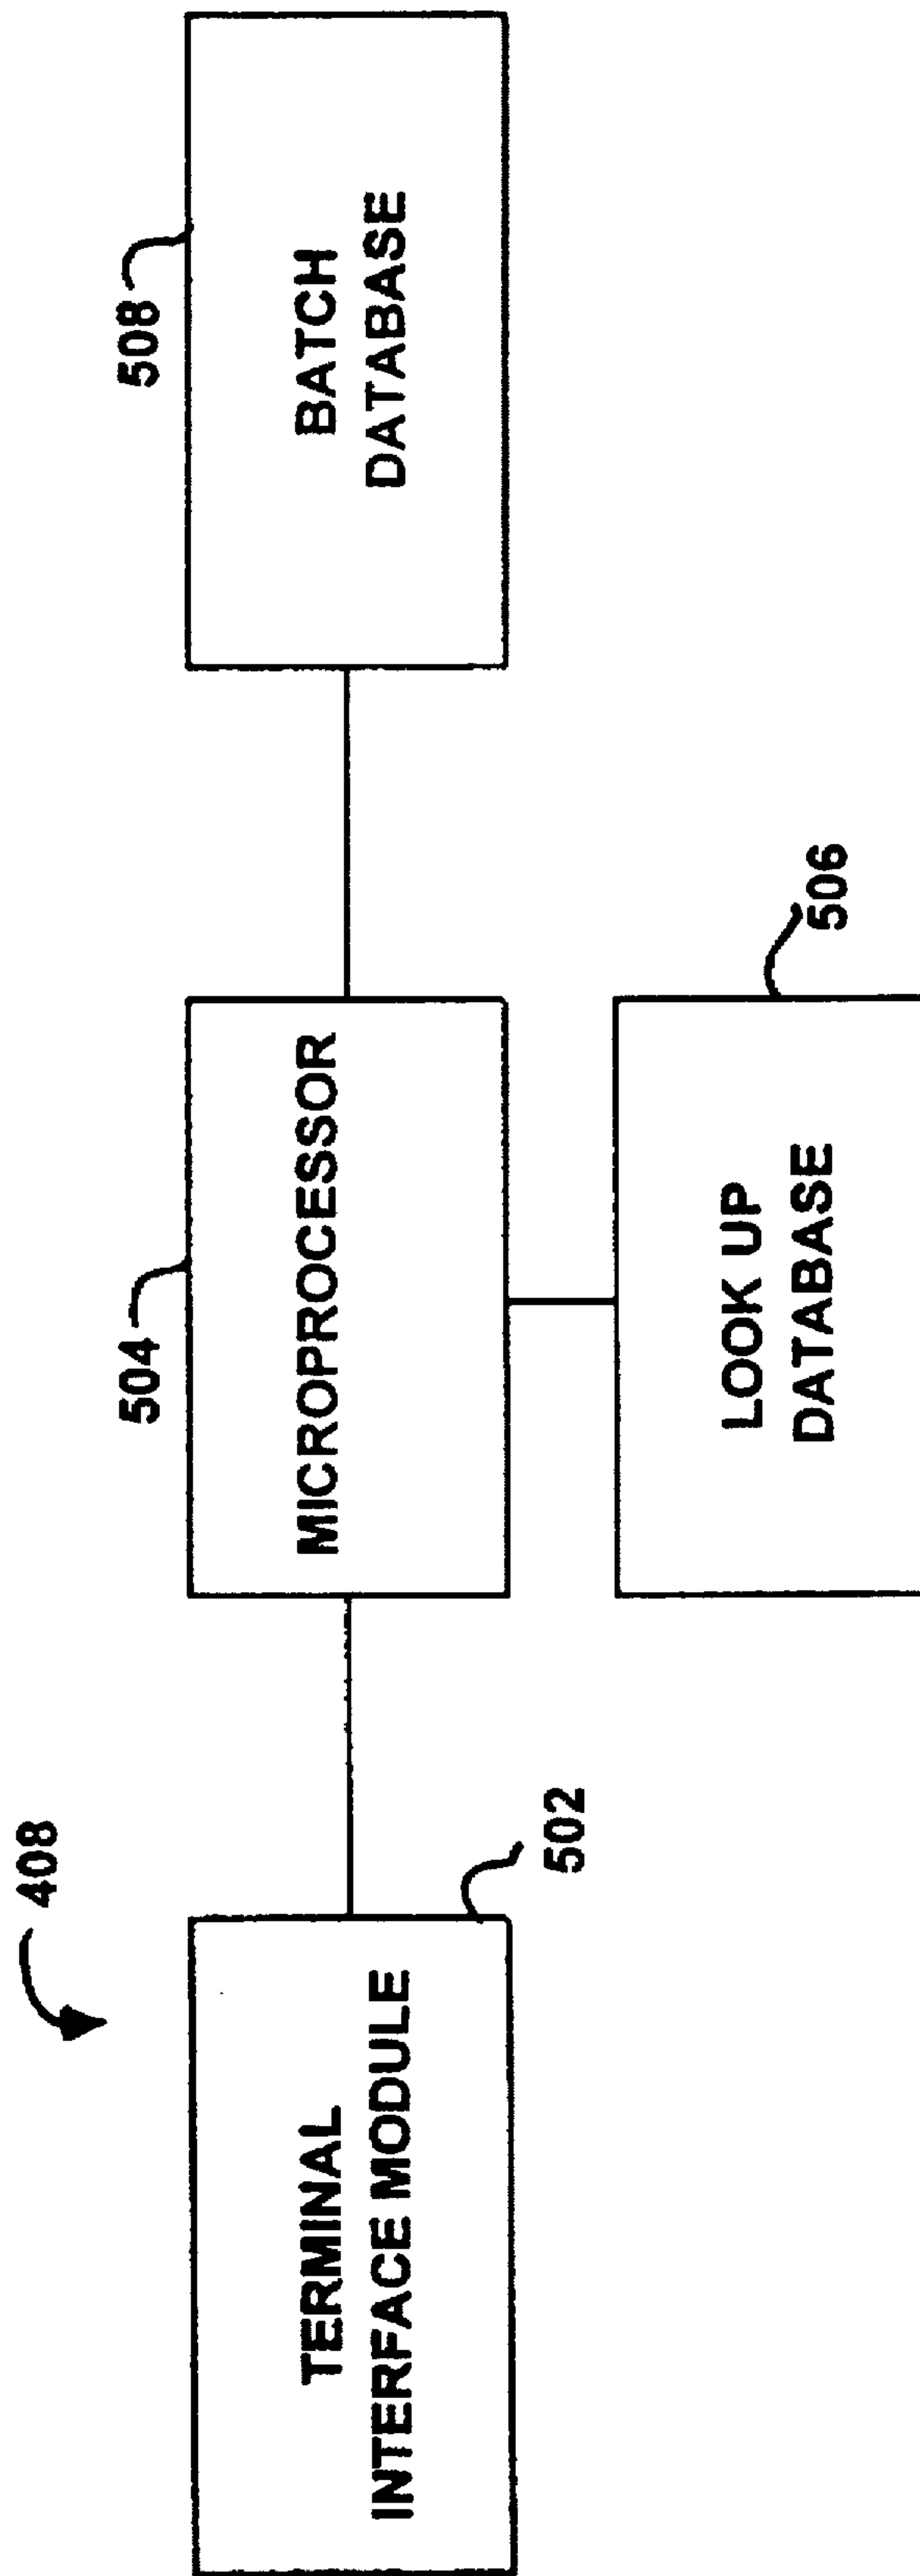 408
TERMINAL
INTERFACE MODULE
502
504
MICROPROCESSOR
LOOK UP
DATABASE
506
508
BATCH
DATABASE